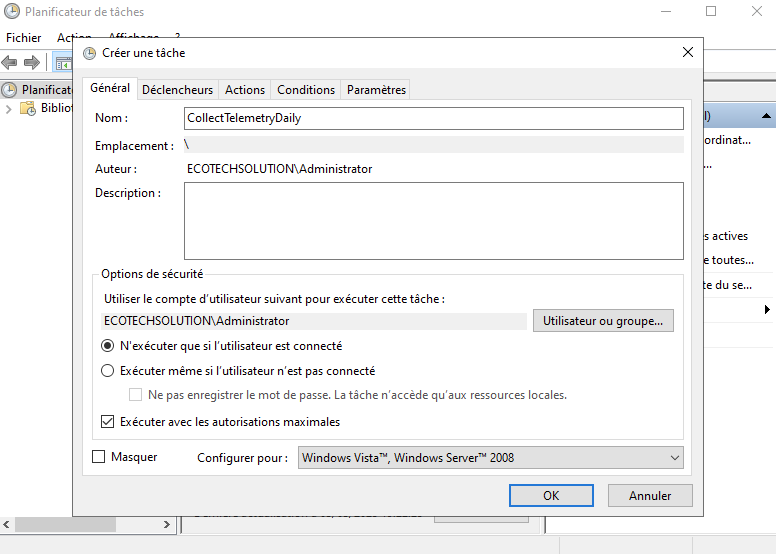 Planificateur de tâches
Fichier Action Affichage ?
Créer une tâche
Planificat
Bibliot
Général Déclencheurs Actions Conditions Paramètres
Nom : CollectTelemetryDaily
Emplacement : \
Auteur : ECOTECHSOLUTION\Administrator
Description :
Options de sécurité
Utiliser le compte d'utilisateur suivant pour exécuter cette tâche :
ECOTECHSOLUTION\Administrator Utilisateur ou groupe...
N'exécuter que si l'utilisateur est connecté
Exécuter même si l'utilisateur n'est pas connecté
Ne pas enregistrer le mot de passe. La tâche n'accède qu'aux ressources locales.
Exécuter avec les autorisations maximales
Masquer Configurer pour : Windows Vista™, Windows Server™ 2008
OK Annuler
l)
ordinat...
...
s actives
e toutes...
te du se...